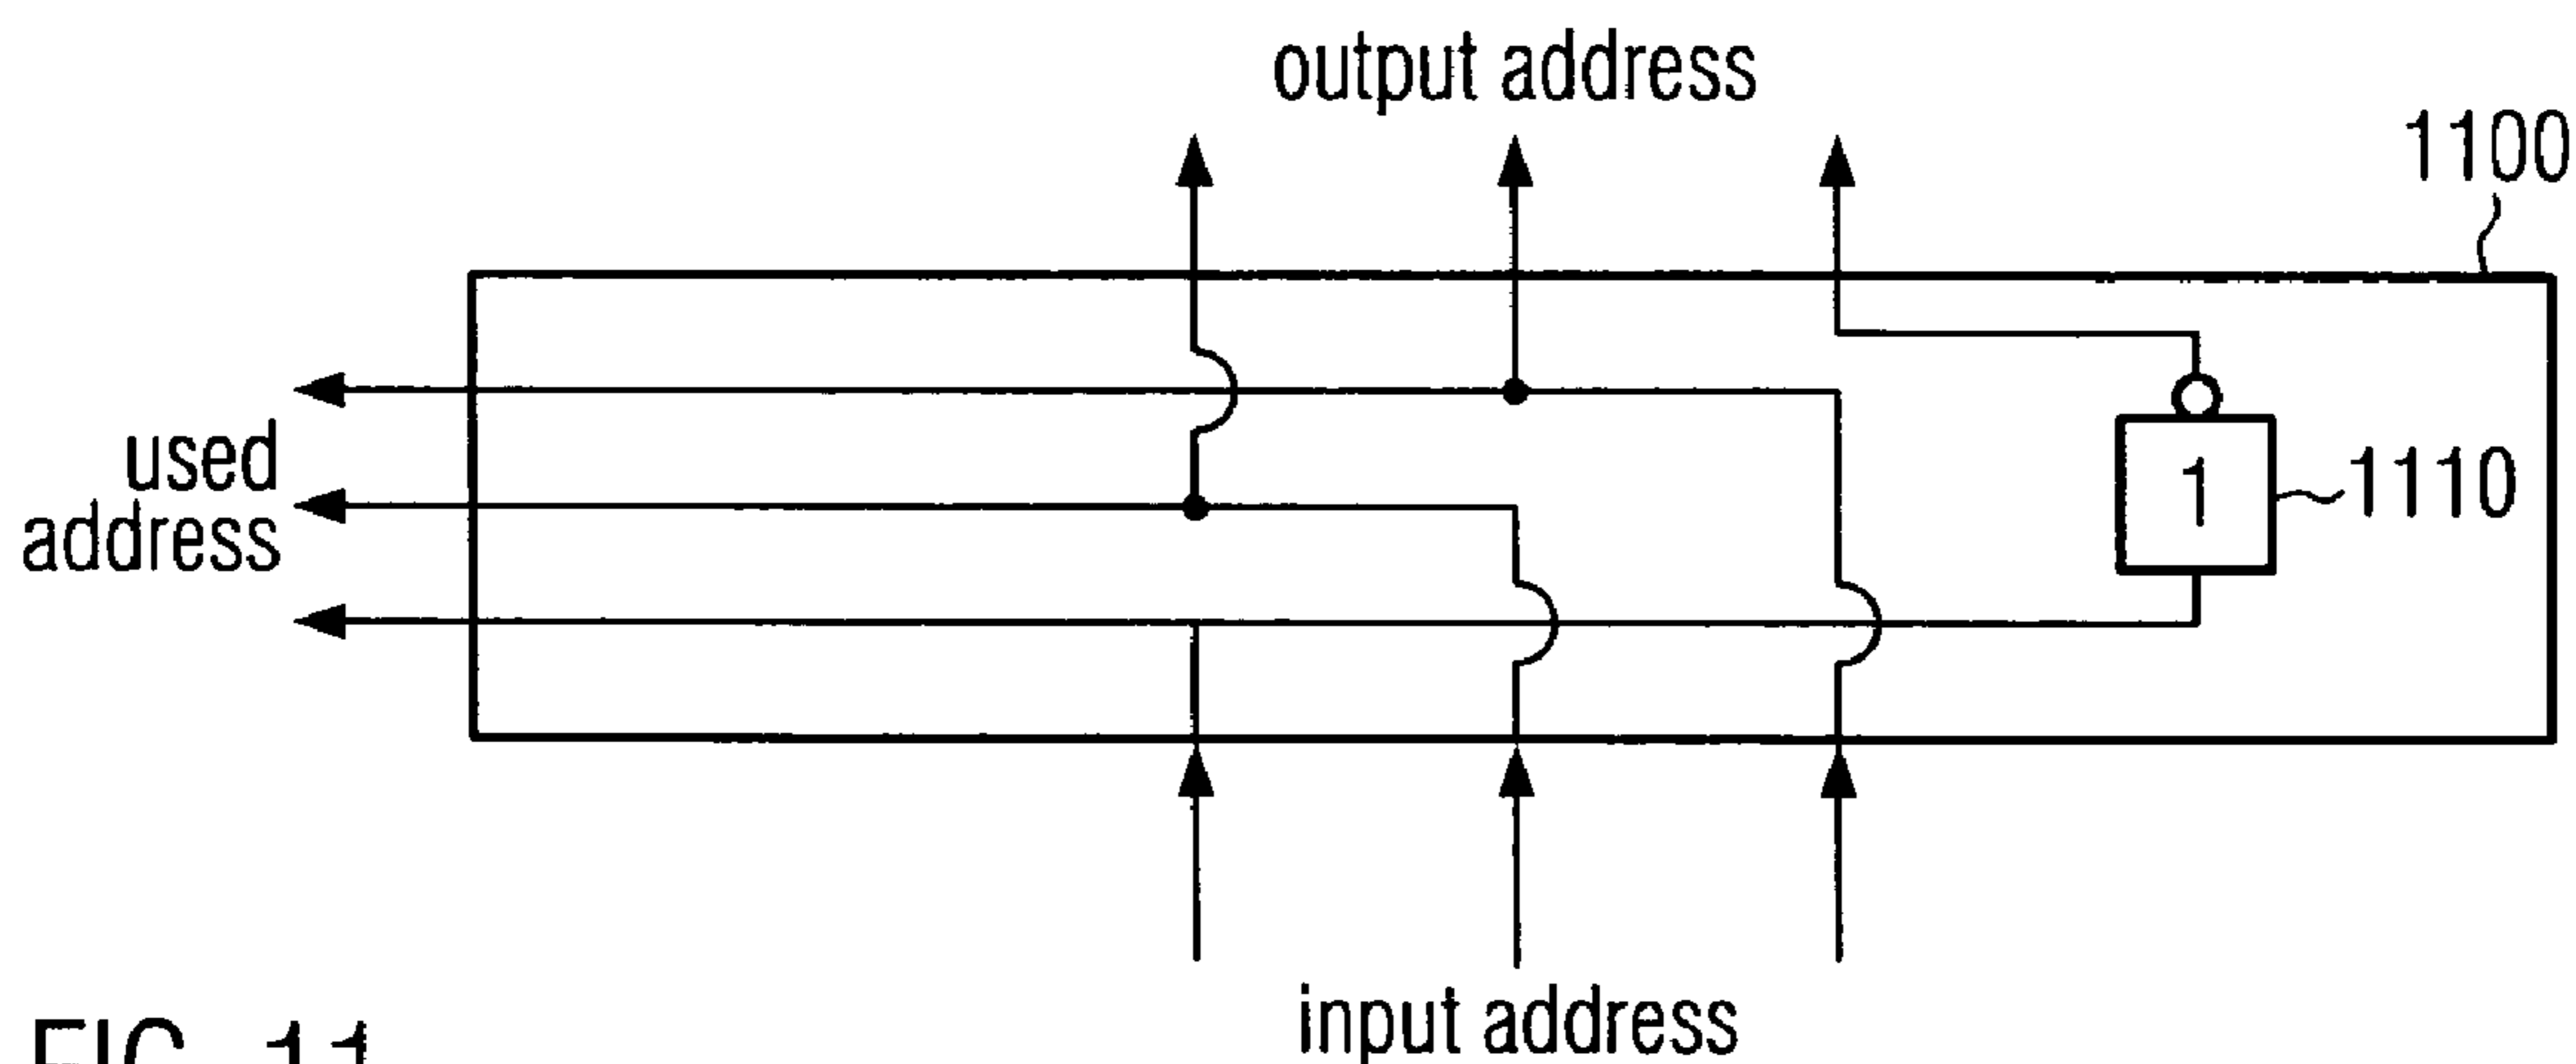 output address
1100
used
address
1
1110
input address
FIG. 11